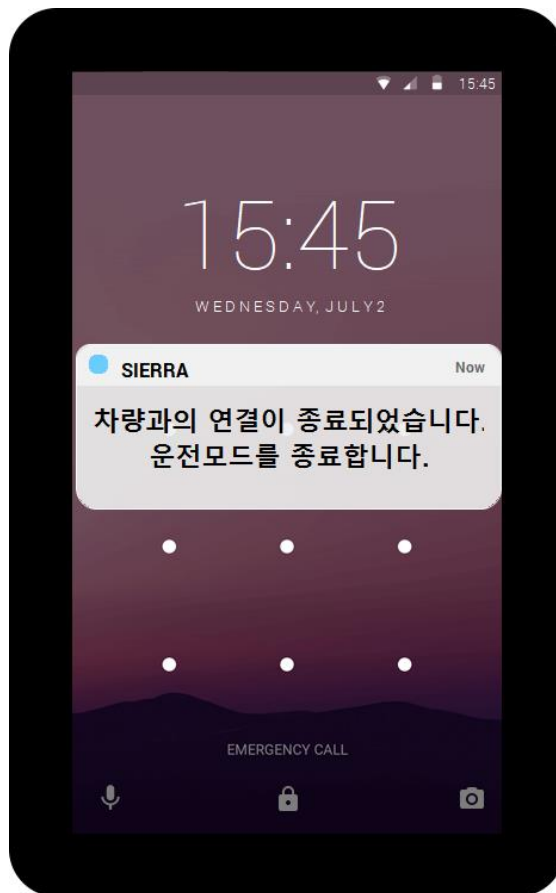 15:45
15:45
WEDNESDAY, JULY2
SIERRA Now
차량과의 연결이 종료되었습니다.
운전모드를 종료합니다.
EMERGENCY CALL